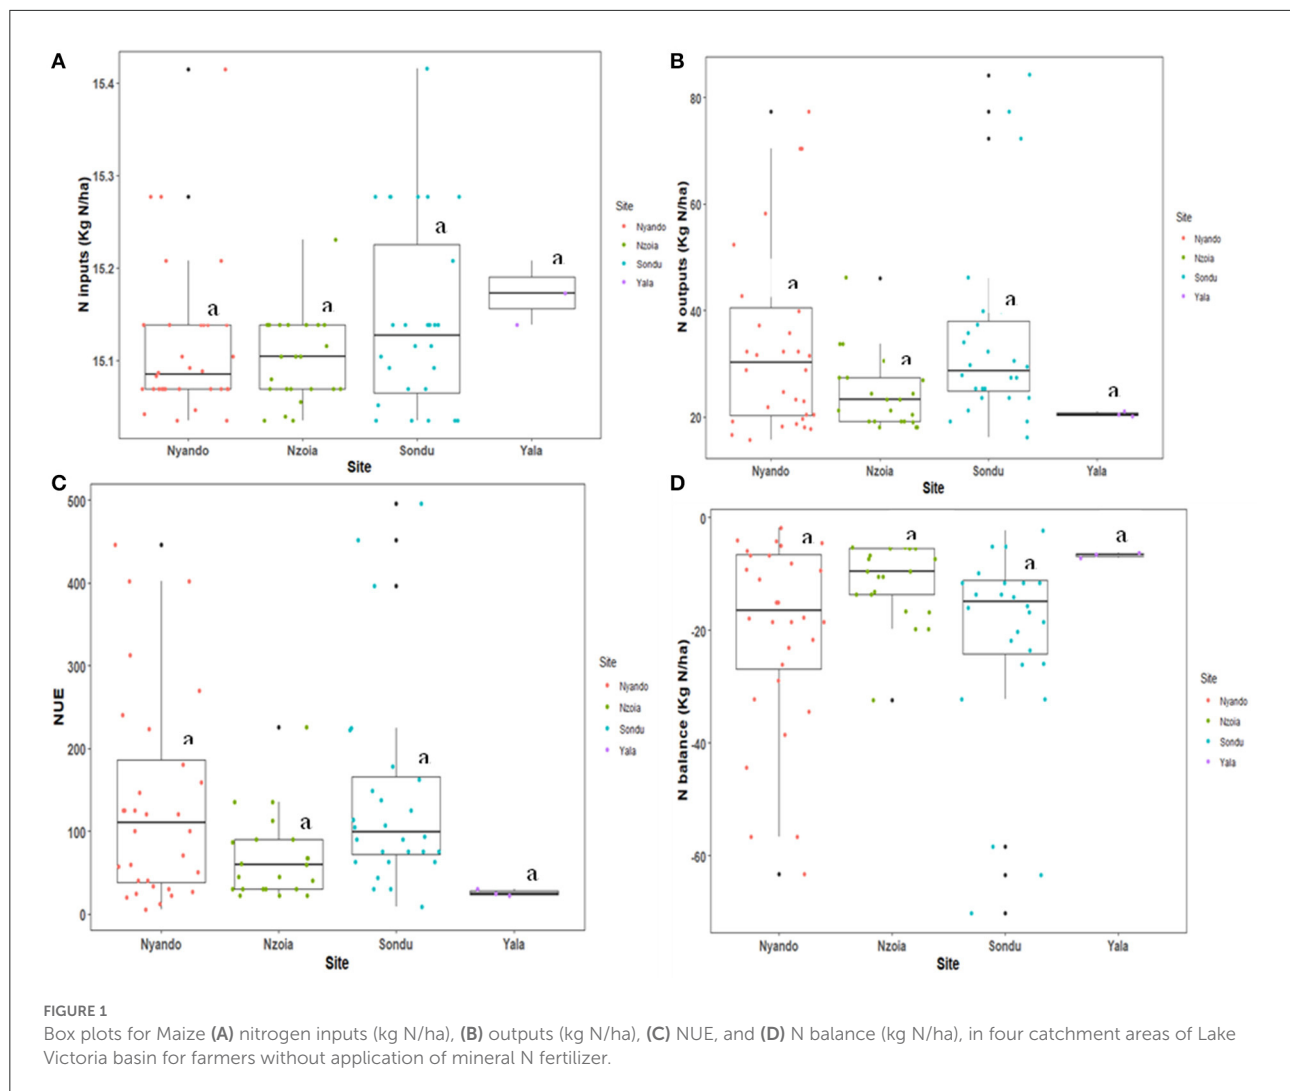 A
N inputs (Kg N/ha)
15.4
15.3
15.2
15.1
a
a
a
a
Nyando
Nzoia
Sondu
Yala
Site
Site
Nyando
Nzoia
Sondu
Yala
B
N outputs (Kg N/ha)
80
60
40
20
a
a
a
a
Nyando
Nzoia
Sondu
Yala
Site
Site
Nyando
Nzoia
Sondu
Yala
C
NUE
500
400
300
200
100
0
a
a
a
a
Nyando
Nzoia
Sondu
Yala
Site
Site
Nyando
Nzoia
Sondu
Yala
D
N balance (Kg N/ha)
0
-20
-40
-60
a
a
a
a
Nyando
Nzoia
Sondu
Yala
Site
Site
Nyando
Nzoia
Sondu
Yala
FIGURE 1
Box plots for Maize (A) nitrogen inputs (kg N/ha), (B) outputs (kg N/ha), (C) NUE, and (D) N balance (kg N/ha), in four catchment areas of Lake
Victoria basin for farmers without application of mineral N fertilizer.